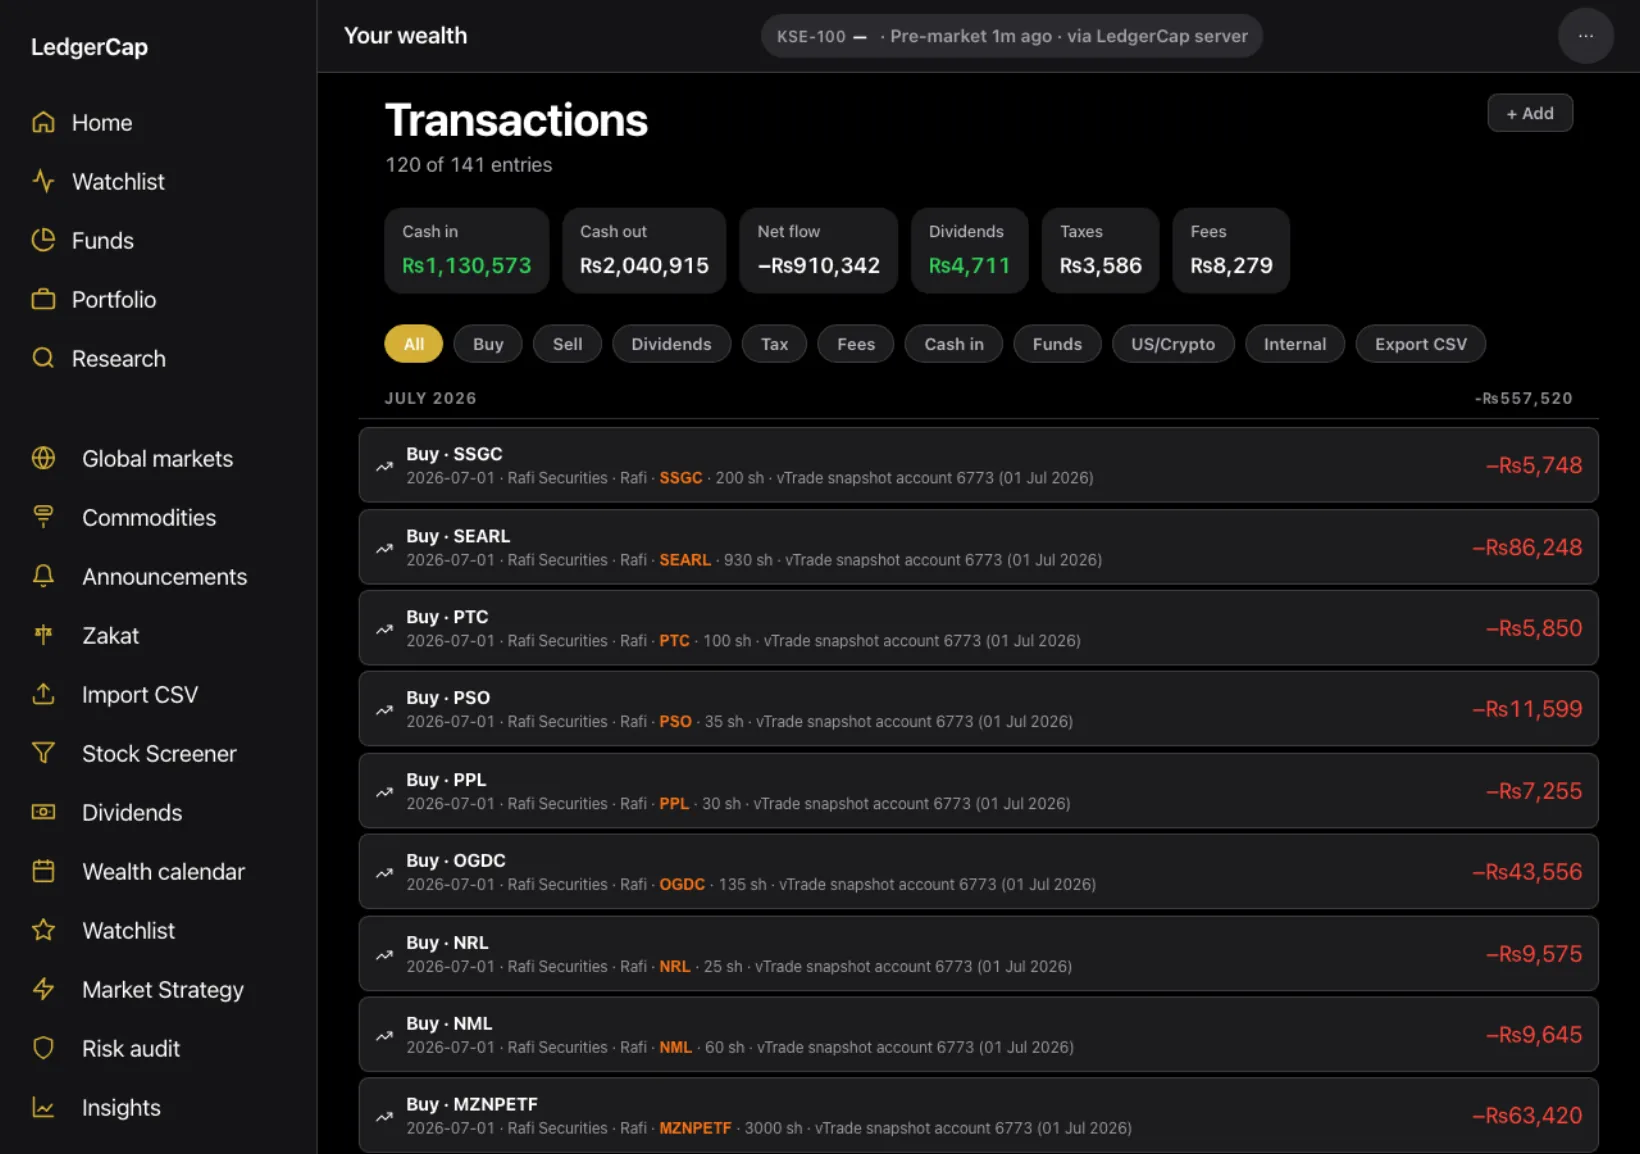 LedgerCap
Home
Watchlist
Funds
Portfolio
Research
Global markets
Commodities
Announcements
Zakat
Import CSV
Stock Screener
Dividends
Wealth calendar
Watchlist
Market Strategy
Risk audit
Insights
Your wealth
KSE-100 — · Pre-market 1m ago · via LedgerCap server
...
Transactions
+ Add
120 of 141 entries
Cash in
Rs1,130,573
Cash out
Rs2,040,915
Net flow
−Rs910,342
Dividends
Rs4,711
Taxes
Rs3,586
Fees
Rs8,279
All Buy Sell Dividends Tax Fees Cash in Funds US/Crypto Internal Export CSV
JULY 2026 -Rs557,520
Buy · SSGC
2026-07-01 · Rafi Securities · Rafi · SSGC · 200 sh · vTrade snapshot account 6773 (01 Jul 2026)
−Rs5,748
Buy · SEARL
2026-07-01 · Rafi Securities · Rafi · SEARL · 930 sh · vTrade snapshot account 6773 (01 Jul 2026)
−Rs86,248
Buy · PTC
2026-07-01 · Rafi Securities · Rafi · PTC · 100 sh · vTrade snapshot account 6773 (01 Jul 2026)
−Rs5,850
Buy · PSO
2026-07-01 · Rafi Securities · Rafi · PSO · 35 sh · vTrade snapshot account 6773 (01 Jul 2026)
−Rs11,599
Buy · PPL
2026-07-01 · Rafi Securities · Rafi · PPL · 30 sh · vTrade snapshot account 6773 (01 Jul 2026)
−Rs7,255
Buy · OGDC
2026-07-01 · Rafi Securities · Rafi · OGDC · 135 sh · vTrade snapshot account 6773 (01 Jul 2026)
−Rs43,556
Buy · NRL
2026-07-01 · Rafi Securities · Rafi · NRL · 25 sh · vTrade snapshot account 6773 (01 Jul 2026)
−Rs9,575
Buy · NML
2026-07-01 · Rafi Securities · Rafi · NML · 60 sh · vTrade snapshot account 6773 (01 Jul 2026)
−Rs9,645
Buy · MZNPETF
2026-07-01 · Rafi Securities · Rafi · MZNPETF · 3000 sh · vTrade snapshot account 6773 (01 Jul 2026)
−Rs63,420